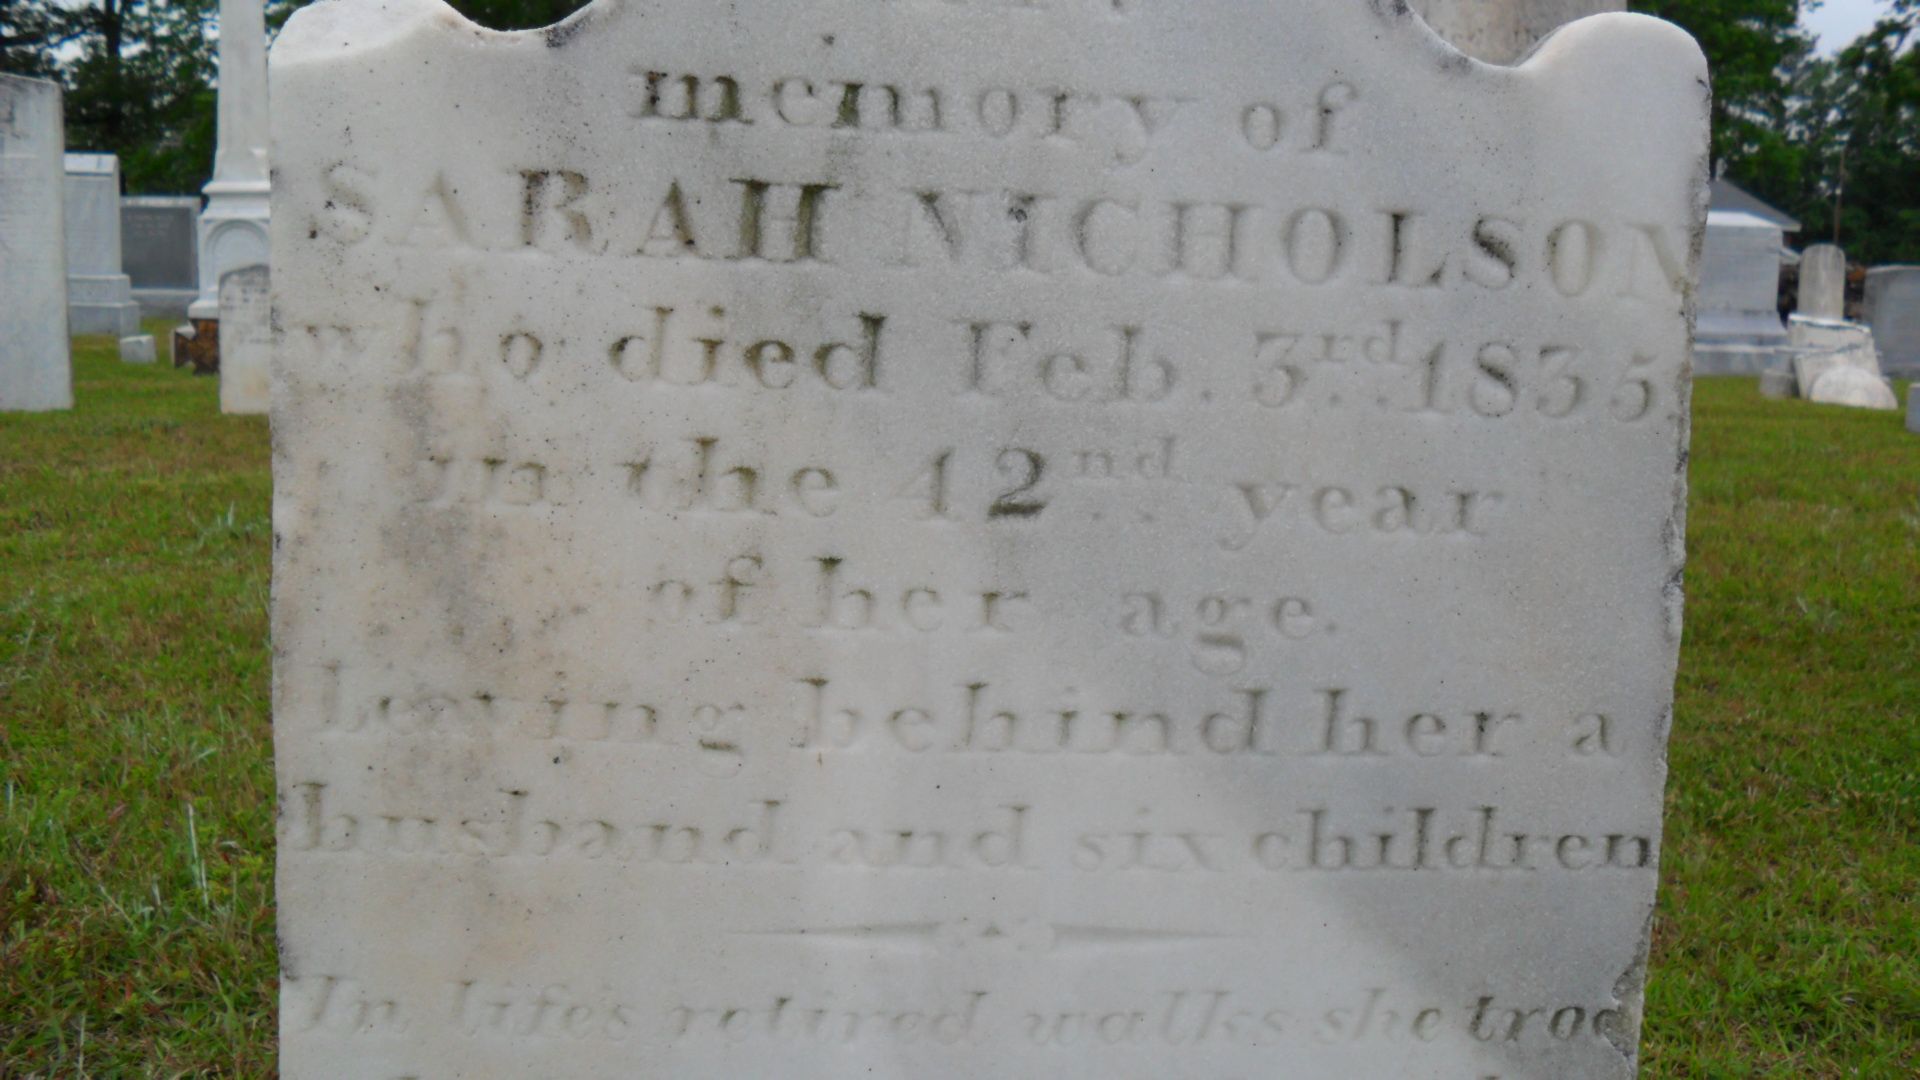 memory of
SARAH NICHOLSON
who died Feb. 3rd. 1835
in the 42nd year
of her age.
Leaving behind her a
husband and six children
In life's retired walks she trod